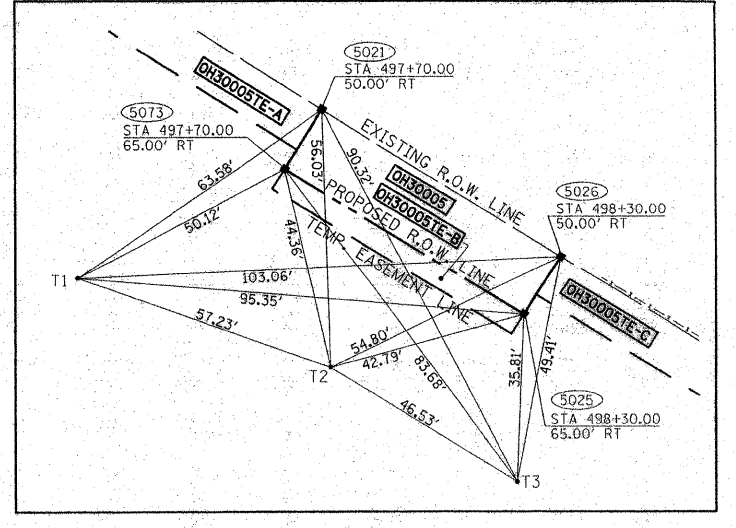 5021
STA 497+70.00
50.00' RT
OH30005TE-A
5073
STA 497+70.00
65.00' RT
EXISTING R.O.W. LINE
OH30005
OH30005TE-B
5026
STA 498+30.00
50.00' RT
63.58'
56.03'
90.32'
PROPOSED R.O.W. LINE
50.12'
44.36'
TEMP. EASEMENT LINE
T1
103.06'
95.35'
OH30005TE-C
57.23'
54.80'
42.79'
83.68'
35.81'
49.41'
T2
46.53'
5025
STA 498+30.00
65.00' RT
T3